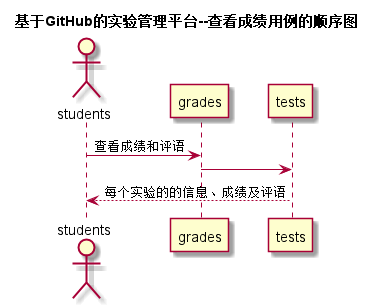 基于GitHub的实验管理平台--查看成绩用例的顺序图
students
grades
tests
查看成绩和评语
每个实验的的信息、成绩及评语
students
grades
tests